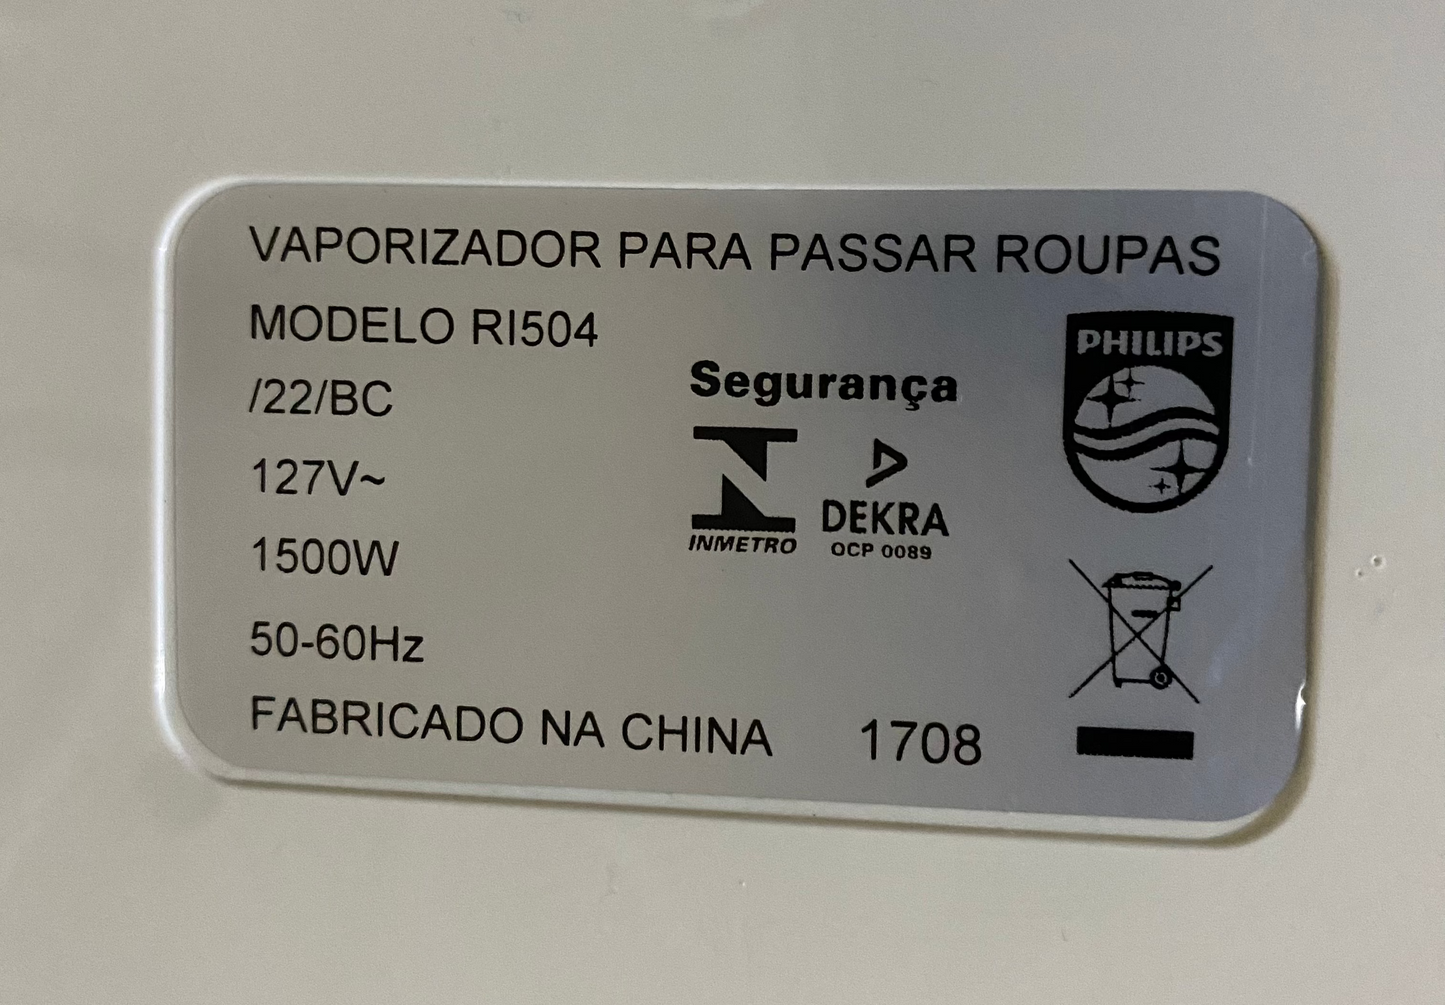 VAPORIZADOR PARA PASSAR ROUPAS
MODELO RI504
/22/BC
127V~
1500W
50-60Hz
FABRICADO NA CHINA 1708
Segurança
INMETRO
DEKRA
OCP 0089
PHILIPS